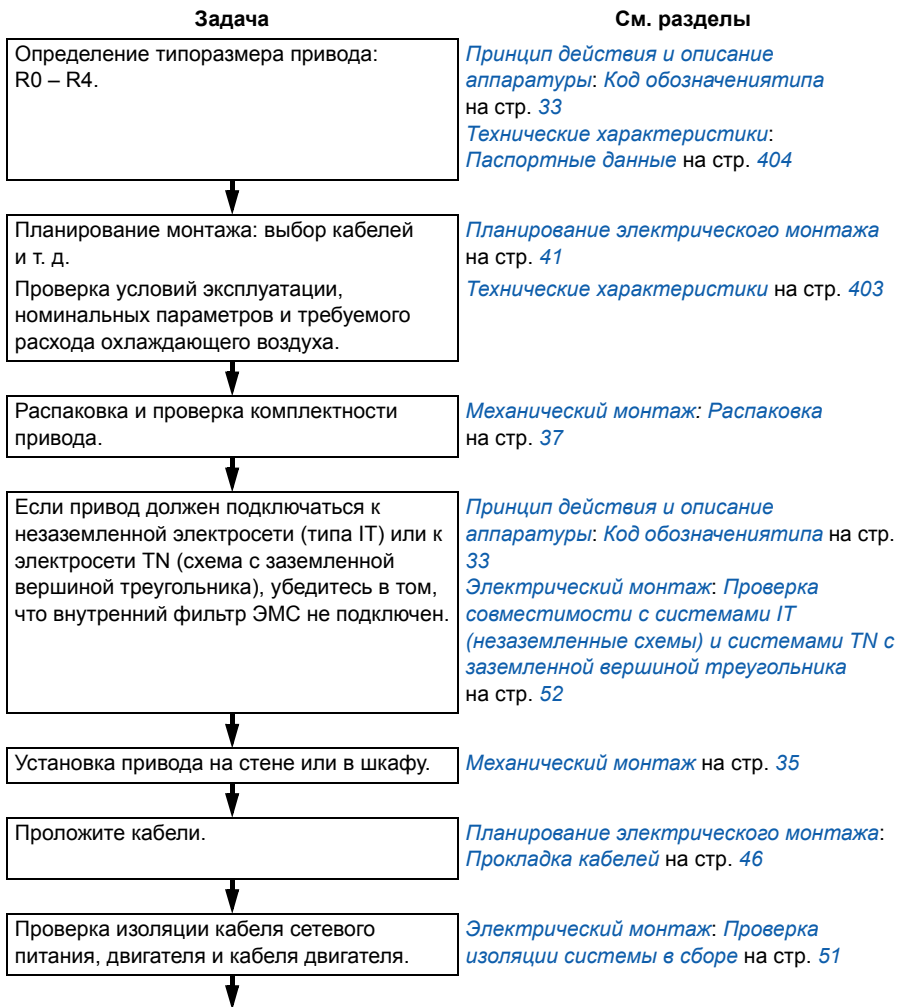 Задача
См. разделы
Определение типоразмера привода:
R0 – R4.
Принцип действия и описание
аппаратуры: Код обозначениятипа
на стр. 33
Технические характеристики:
Паспортные данные на стр. 404
Планирование монтажа: выбор кабелей
и т. д.
Проверка условий эксплуатации,
номинальных параметров и требуемого
расхода охлаждающего воздуха.
Планирование электрического монтажа
на стр. 41
Технические характеристики на стр. 403
Распаковка и проверка комплектности
привода.
Механический монтаж: Распаковка
на стр. 37
Если привод должен подключаться к
незаземленной электросети (типа IT) или к
электросети TN (схема с заземленной
вершиной треугольника), убедитесь в том,
что внутренний фильтр ЭМС не подключен.
Принцип действия и описание
аппаратуры: Код обозначениятипа на стр.
33
Электрический монтаж: Проверка
совместимости с системами IT
(незаземленные схемы) и системами TN с
заземленной вершиной треугольника
на стр. 52
Установка привода на стене или в шкафу.
Механический монтаж на стр. 35
Проложите кабели.
Планирование электрического монтажа:
Прокладка кабелей на стр. 46
Проверка изоляции кабеля сетевого
питания, двигателя и кабеля двигателя.
Электрический монтаж: Проверка
изоляции системы в сборе на стр. 51